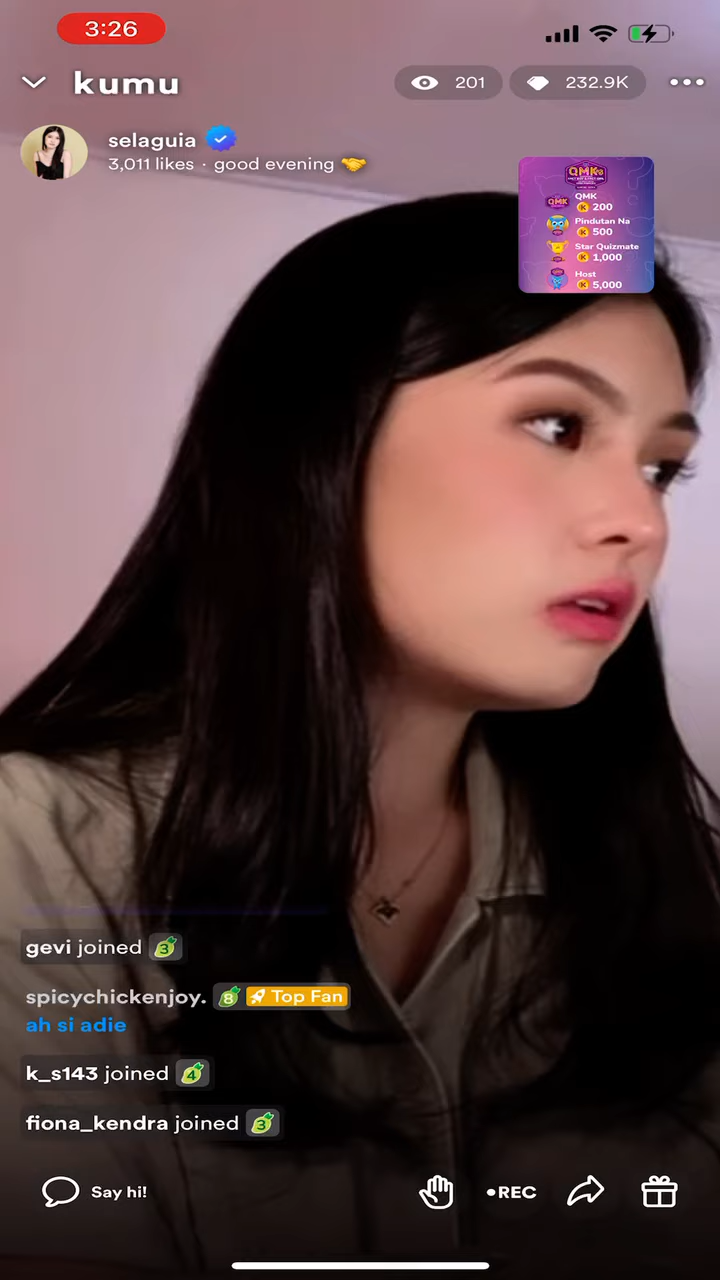 3:26
kumu
201
232.9K
selaguia
3,011 likes · good evening 🤝
QMK
QMK
QMK
200
Pindutan Na
500
Star Quizmate
1,000
Host
5,000
gevi joined 3
spicychickenjoy. 8 Top Fan
ah si adie
k_s143 joined 4
fiona_kendra joined 3
Say hi!
•REC